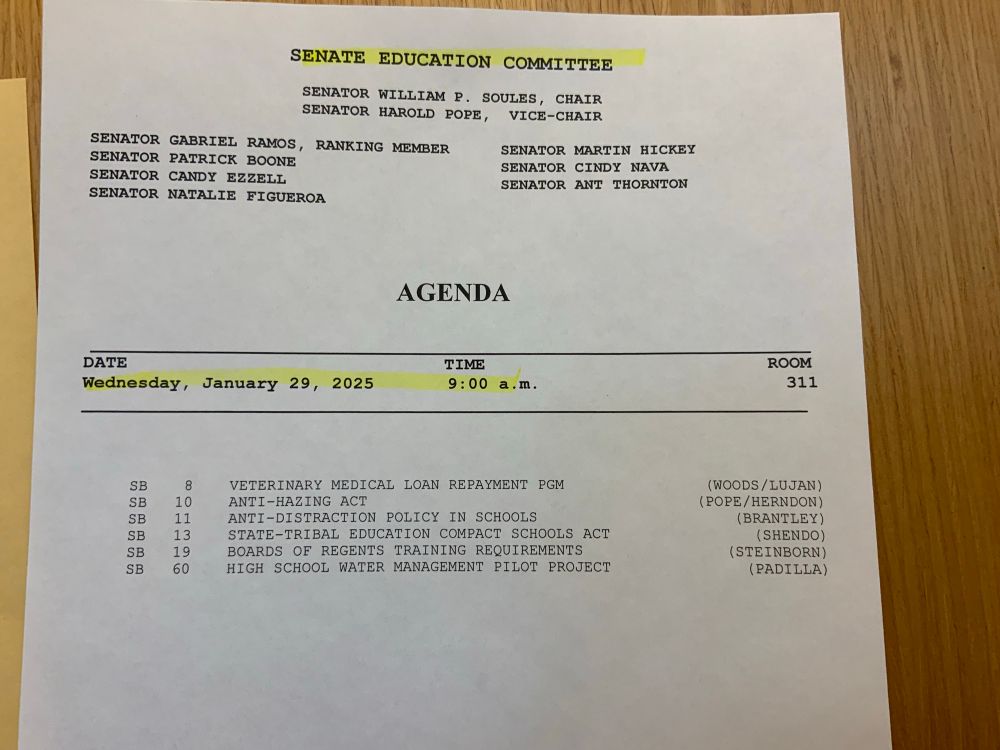 SENATE EDUCATION COMMITTEE
SENATOR WILLIAM P. SOULES, CHAIR
SENATOR HAROLD POPE, VICE-CHAIR
SENATOR GABRIEL RAMOS, RANKING MEMBER
SENATOR PATRICK BOONE
SENATOR CANDY EZZELL
SENATOR NATALIE FIGUEROA
SENATOR MARTIN HICKEY
SENATOR CINDY NAVA
SENATOR ANT THORNTON
AGENDA
DATE TIME ROOM
Wednesday, January 29, 2025 9:00 a.m. 311
SB 8 VETERINARY MEDICAL LOAN REPAYMENT PGM (WOODS/LUJAN)
SB 10 ANTI-HAZING ACT (POPE/HERNDON)
SB 11 ANTI-DISTRACTION POLICY IN SCHOOLS (BRANTLEY)
SB 13 STATE-TRIBAL EDUCATION COMPACT SCHOOLS ACT (SHENDO)
SB 19 BOARDS OF REGENTS TRAINING REQUIREMENTS (STEINBORN)
SB 60 HIGH SCHOOL WATER MANAGEMENT PILOT PROJECT (PADILLA)